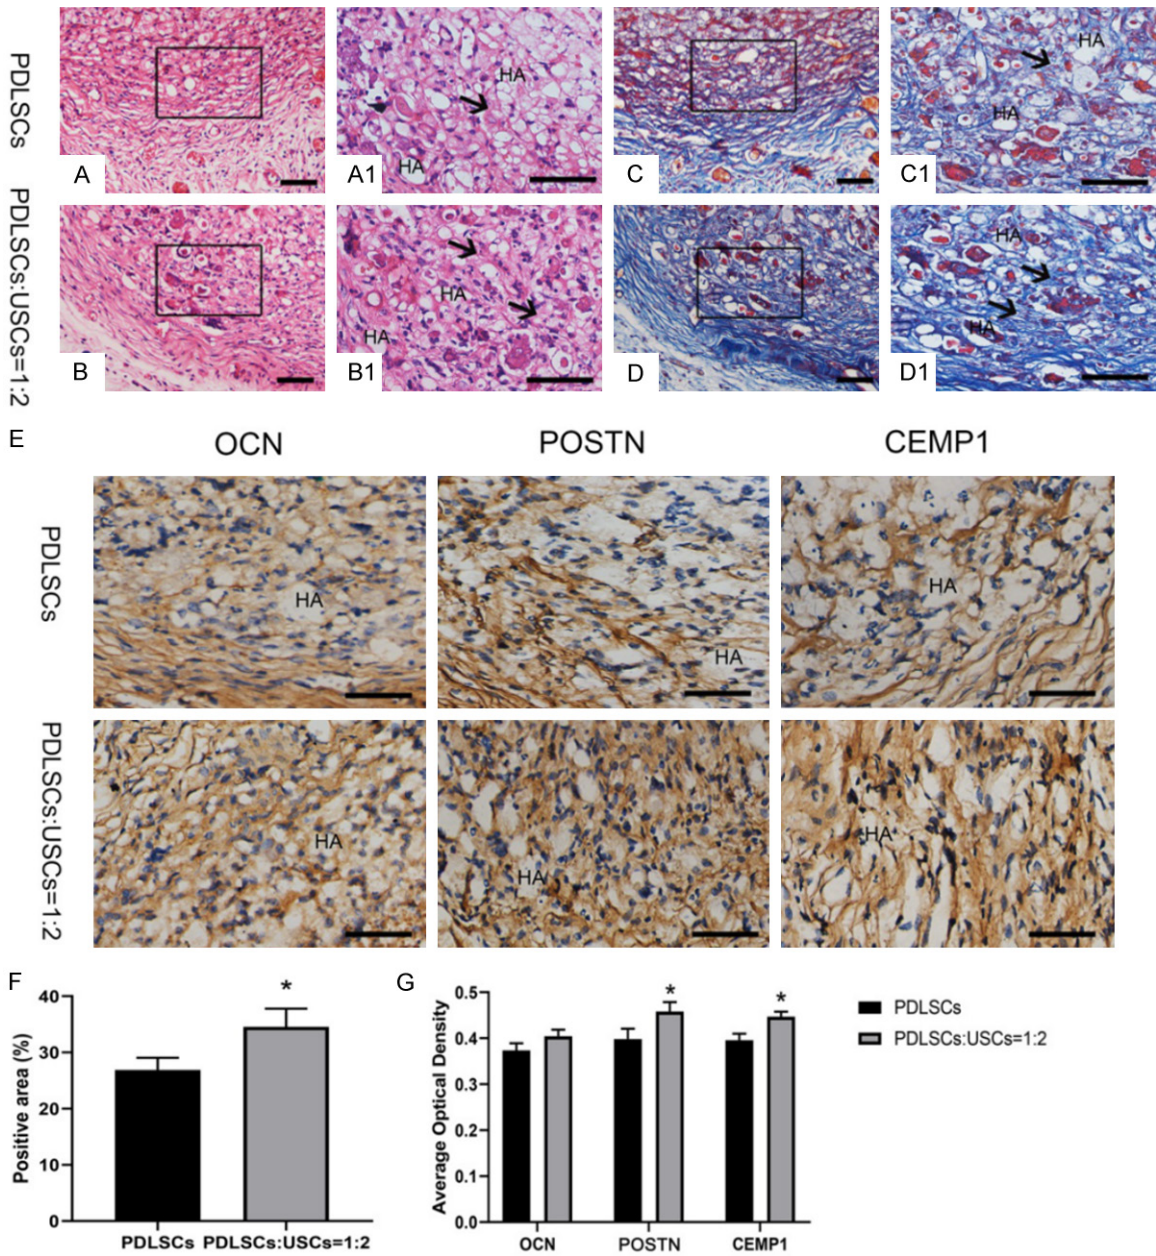 PDLSCs
A
HA
HA
A1
C
HA
HA
C1
PDLSCs:USCs=1:2
B
HA
HA
B1
D
HA
HA
D1
E
OCN POSTN CEMP1
PDLSCs
HA
HA
HA
PDLSCs:USCs=1:2
HA
HA
HA
F
Positive area (%)
40
30
20
10
0
*
PDLSCs PDLSCs:USCs=1:2
G
Average Optical Density
0.5
0.4
0.3
0.2
0.1
0.0
*
*
OCN POSTN CEMP1
PDLSCs
PDLSCs:USCs=1:2